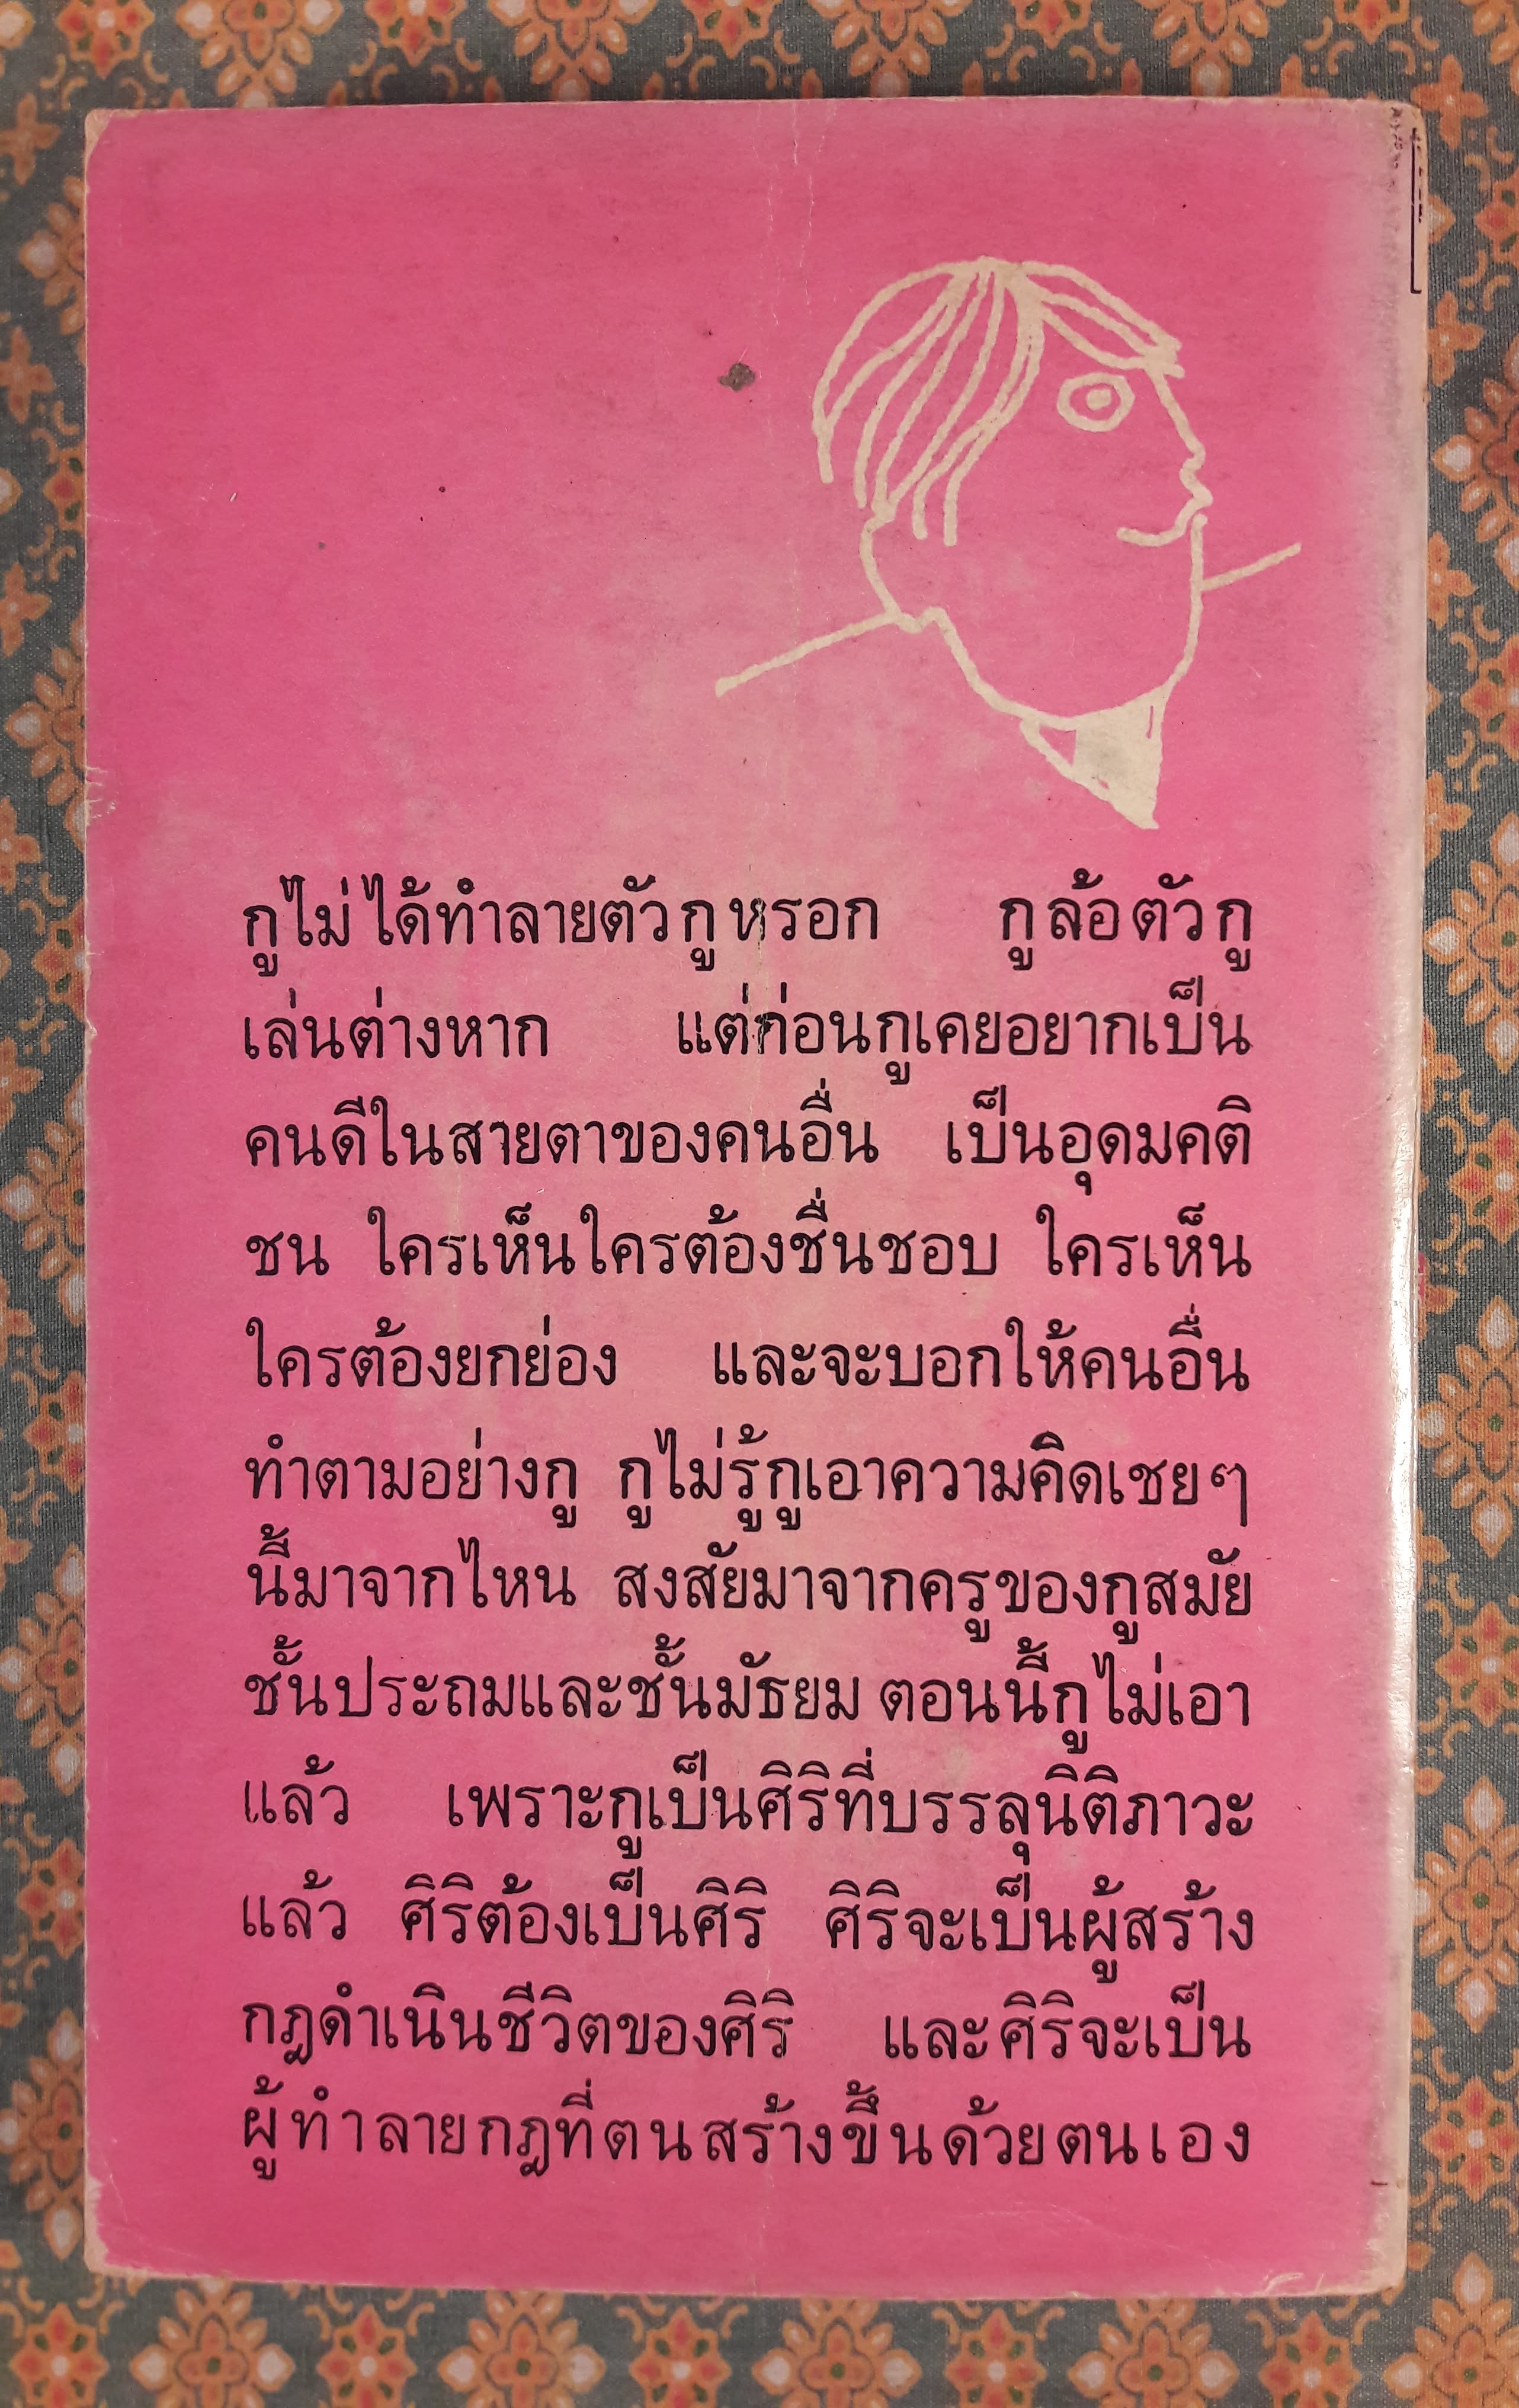 กูไม่ได้ทำลายตัวกูหรอก กูล้อตัวกู
เล่นต่างหาก แต่ก่อนกูเคยอยากเป็น
คนดีในสายตาของคนอื่น เป็นอุดมคติ
ชน ใครเห็นใครต้องชื่นชอบ ใครเห็น
ใครต้องยกย่อง และจะบอกให้คนอื่น
ทำตามอย่างกู กูไม่รู้กูเอาความคิดเชยๆ
นี้มาจากไหน สงสัยมาจากครูของกูสมัย
ชั้นประถมและชั้นมัธยม ตอนนี้กูไม่เอา
แล้ว เพราะกูเป็นศิริที่บรรลุนิติภาวะ
แล้ว ศิริต้องเป็นศิริ ศิริจะเป็นผู้สร้าง
กฎดำเนินชีวิตของศิริ และศิริจะเป็น
ผู้ทำลายกฎที่ตนสร้างขึ้นด้วยตนเอง